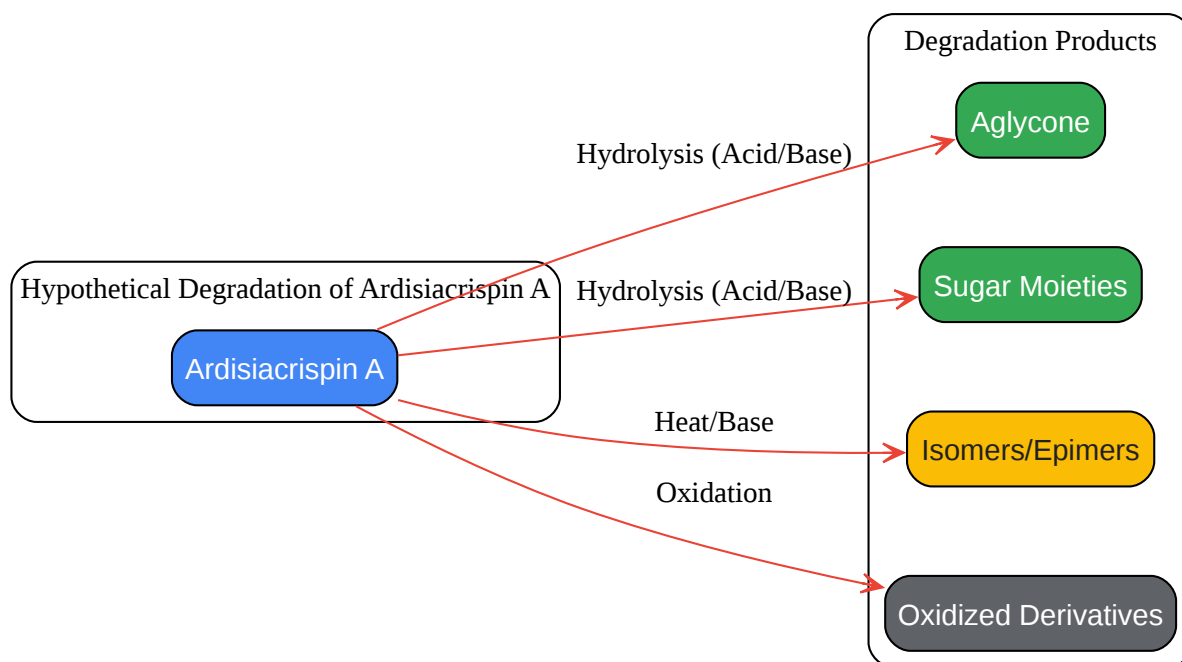 Degradation Products
Aglycone
Hydrolysis (Acid/Base)
Sugar Moieties
Hydrolysis (Acid/Base)
Hypothetical Degradation of Ardisiacrispin A
Ardisiacrispin A
Heat/Base
Isomers/Epimers
Oxidation
Oxidized Derivatives